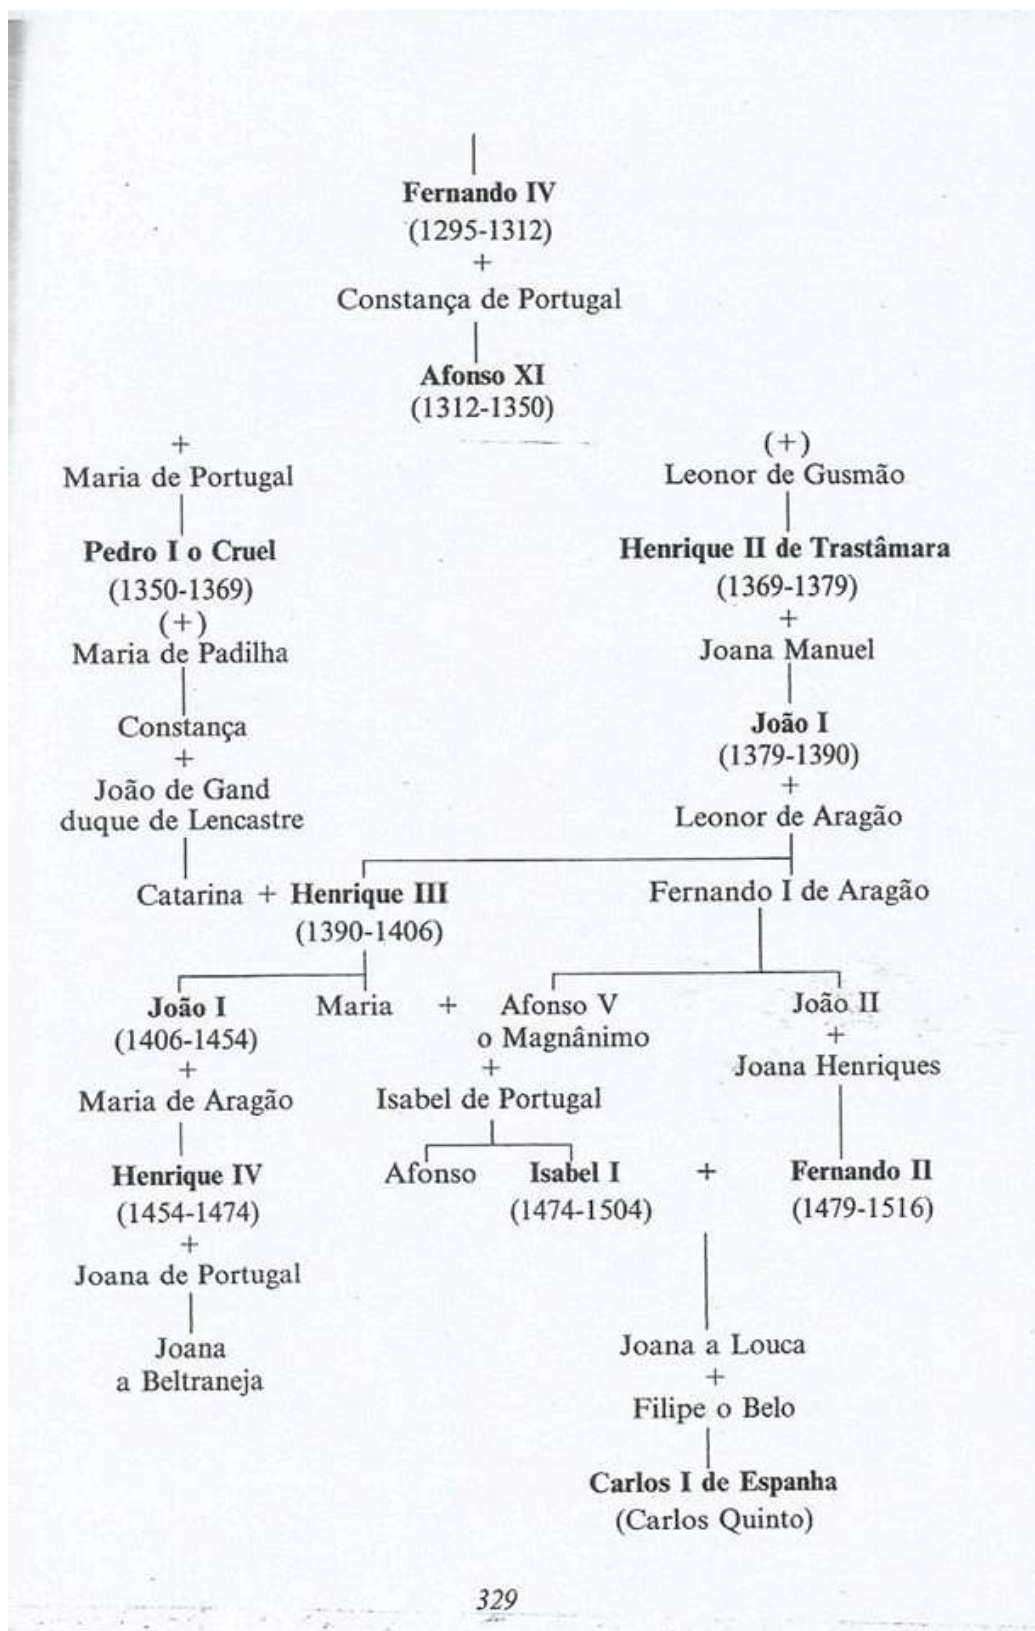 Fernando IV
(1295-1312)
+
Constança de Portugal
Afonso XI
(1312-1350)
+ (+)
Maria de Portugal Leonor de Gusmão
Pedro I o Cruel Henrique II de Trastâmara
(1350-1369) (1369-1379)
(+) +
Maria de Padilha Joana Manuel
Constança João I
+ (1379-1390)
João de Gand +
duque de Lencastre Leonor de Aragão
Catarina + Henrique III Fernando I de Aragão
(1390-1406)
João I Maria + Afonso V João II
(1406-1454) o Magnânimo +
+ + Joana Henriques
Maria de Aragão Isabel de Portugal
Henrique IV Afonso Isabel I + Fernando II
(1454-1474) (1474-1504) (1479-1516)
+
Joana de Portugal
Joana Joana a Louca
a Beltraneja +
Filipe o Belo
Carlos I de Espanha
(Carlos Quinto)
329